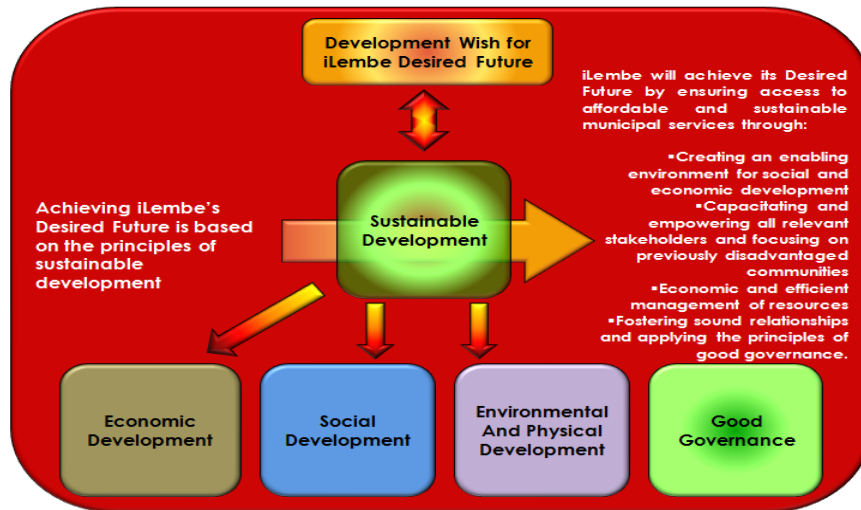 Development Wish for
iLembe Desired Future
iLembe will achieve its Desired
Future by ensuring access to
affordable and sustainable
municipal services through:
▪Creating an enabling
environment for social and
economic development
▪Capacitating and
empowering all relevant
stakeholders and focusing on
previously disadvantaged
communities
▪Economic and efficient
management of resources
▪Fostering sound relationships
and applying the principles of
good governance.
Achieving iLembe's
Desired Future is based
on the principles of
sustainable
development
Sustainable
Development
Economic
Development
Social
Development
Environmental
And Physical
Development
Good
Governance